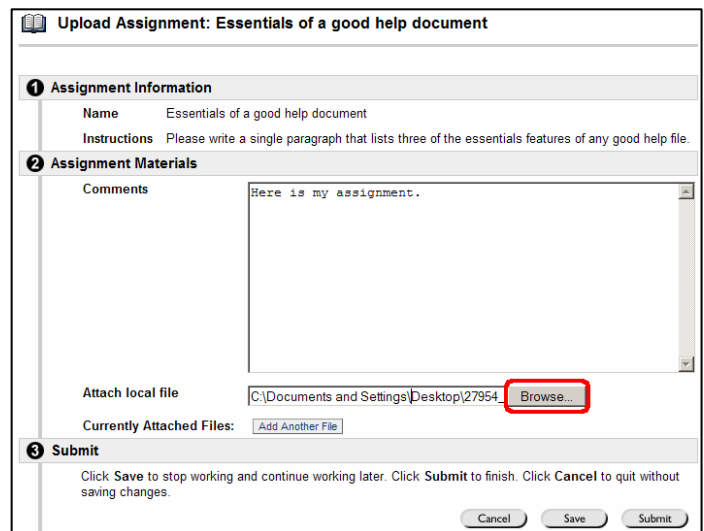 Upload Assignment: Essentials of a good help document
1 Assignment Information
Name Essentials of a good help document
Instructions Please write a single paragraph that lists three of the essentials features of any good help file.
2 Assignment Materials
Comments Here is my assignment.
Attach local file C:\Documents and Settings\Desktop\27954_ Browse...
Currently Attached Files: Add Another File
3 Submit
Click Save to stop working and continue working later. Click Submit to finish. Click Cancel to quit without
saving changes.
Cancel Save Submit